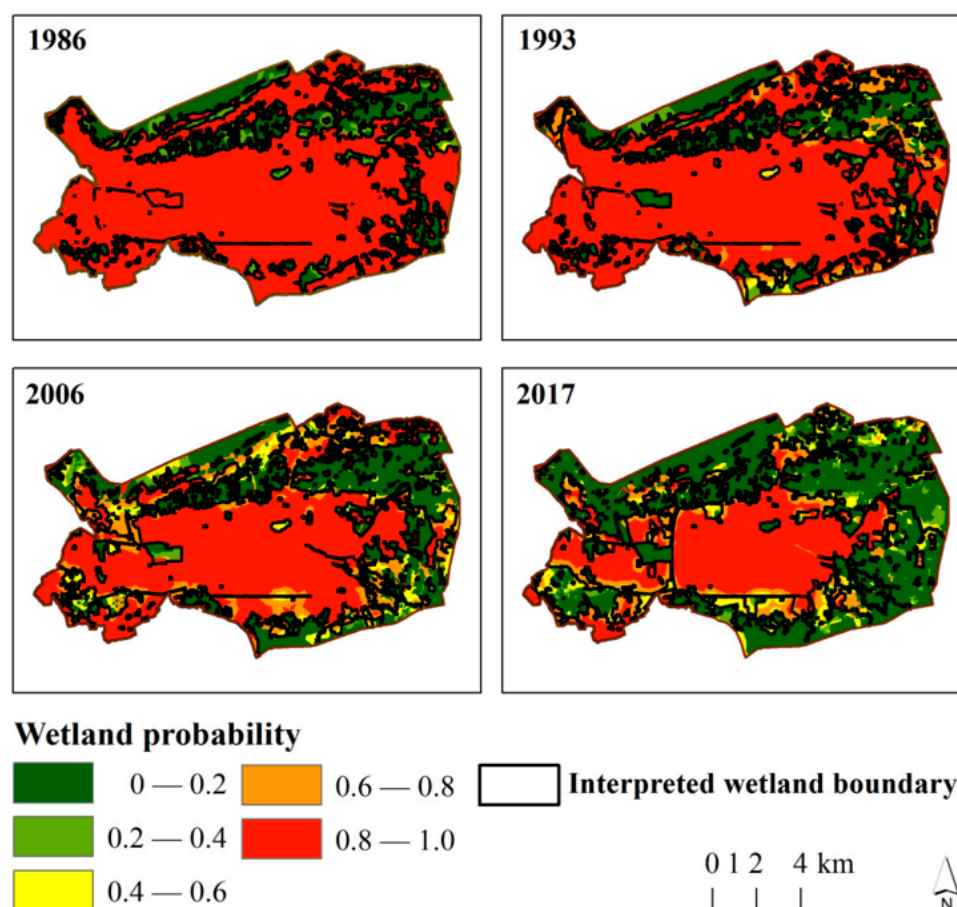 1986
1993
2006
2017
Wetland probability
0 — 0.2
0.2 — 0.4
0.4 — 0.6
0.6 — 0.8
0.8 — 1.0
Interpreted wetland boundary
0 1 2 4 km
N